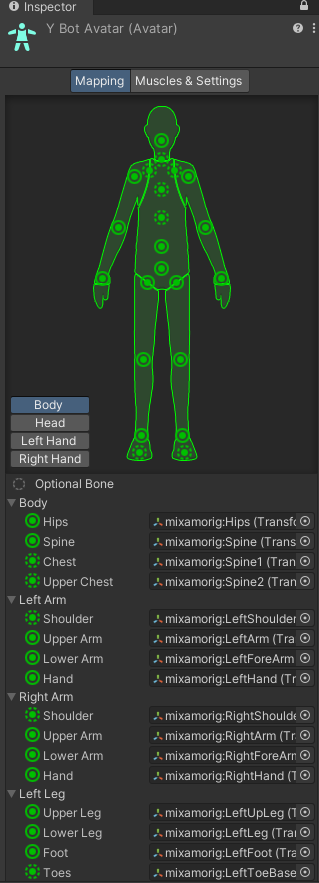 Inspector
Y Bot Avatar (Avatar)
Mapping Muscles & Settings
Body
Head
Left Hand
Right Hand
Optional Bone
Body
Hips mixamorig:Hips (Transfo
Spine mixamorig:Spine (Trans
Chest mixamorig:Spine1 (Tran
Upper Chest mixamorig:Spine2 (Tran
Left Arm
Shoulder mixamorig:LeftShoulde
Upper Arm mixamorig:LeftArm (Tra
Lower Arm mixamorig:LeftForeArm
Hand mixamorig:LeftHand (Tr
Right Arm
Shoulder mixamorig:RightShoulde
Upper Arm mixamorig:RightArm (Tr
Lower Arm mixamorig:RightForeArm
Hand mixamorig:RightHand (T
Left Leg
Upper Leg mixamorig:LeftUpLeg (T
Lower Leg mixamorig:LeftLeg (Tran
Foot mixamorig:LeftFoot (Tra
Toes mixamorig:LeftToeBase